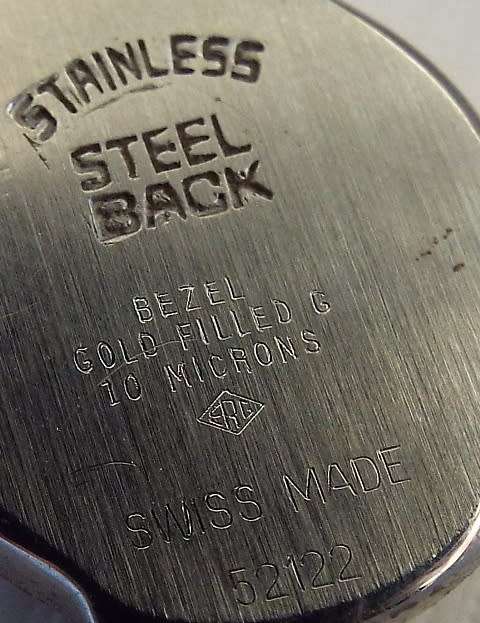 STAINLESS
STEEL
BACK
BEZEL
GOLD FILLED G
10 MICRONS
SWISS MADE
52122